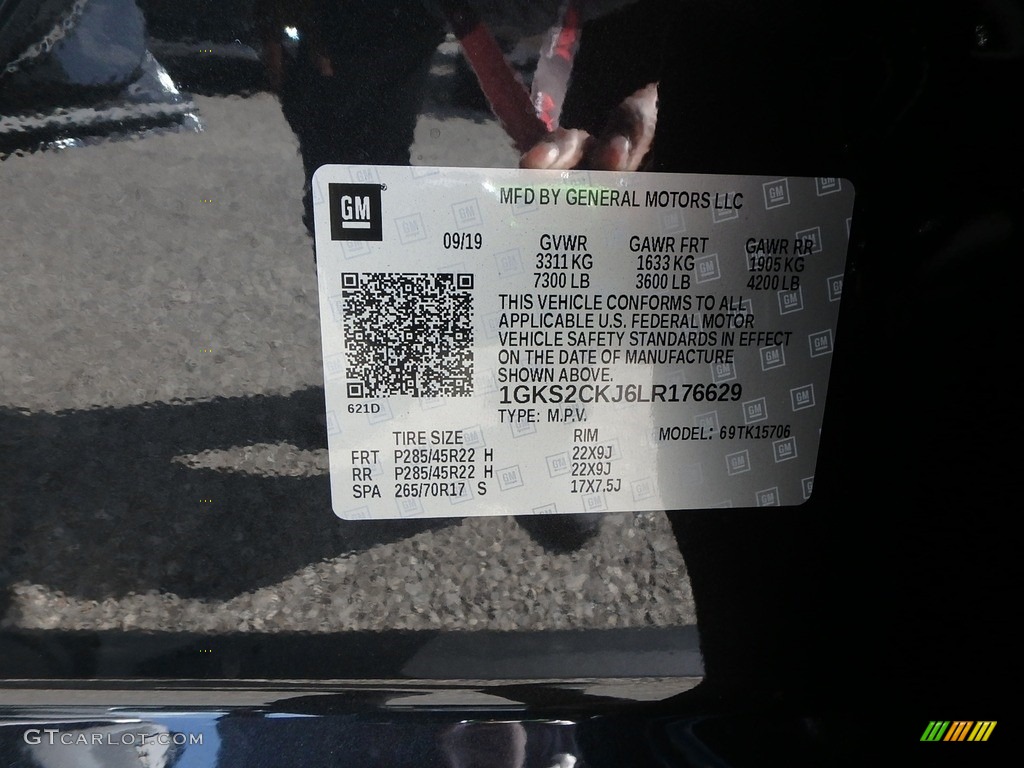 GM
MFD BY GENERAL MOTORS LLC
09/19 GVWR GAWR FRT GAWR RR
3311 KG 1633 KG 1905 KG
7300 LB 3600 LB 4200 LB
THIS VEHICLE CONFORMS TO ALL
APPLICABLE U.S. FEDERAL MOTOR
VEHICLE SAFETY STANDARDS IN EFFECT
ON THE DATE OF MANUFACTURE
SHOWN ABOVE.
1GKS2CKJ6LR176629
621D
TYPE: M.P.V.
TIRE SIZE RIM MODEL: 69TK15706
FRT P285/45R22 H 22X9J
RR P285/45R22 H 22X9J
SPA 265/70R17 S 17X7.5J
GTCARLOT.COM